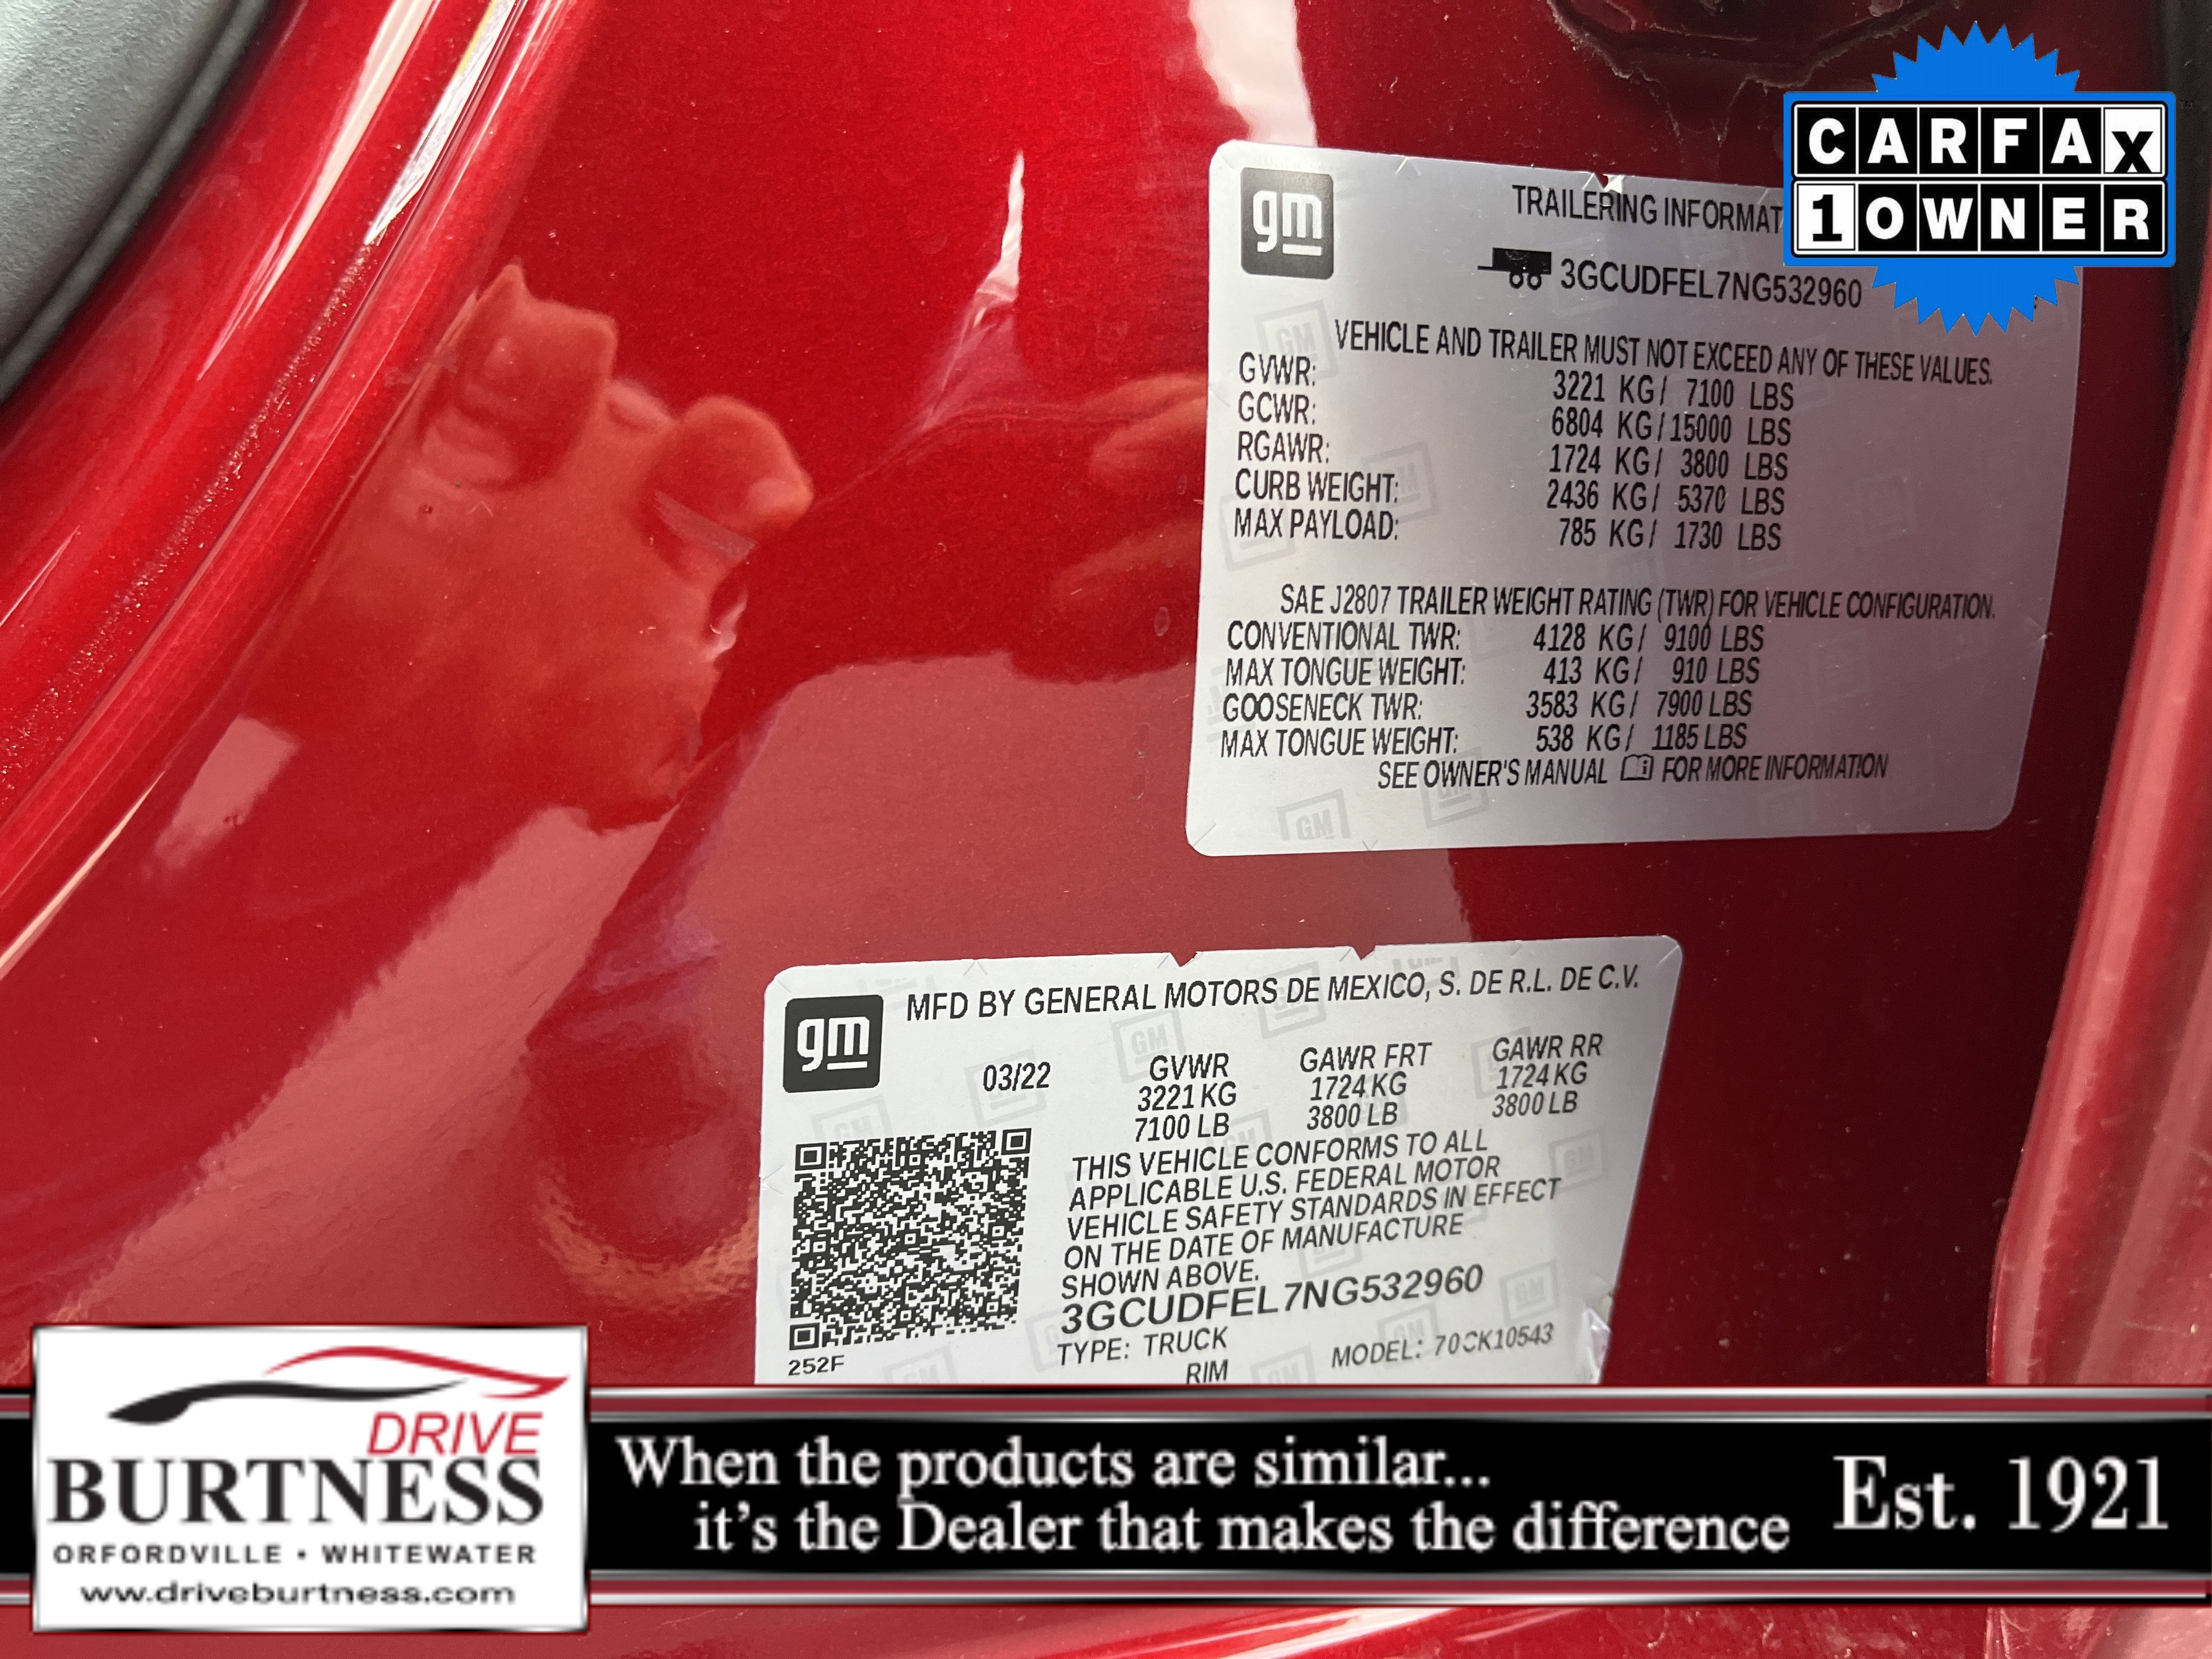 CARFAX
1 OWNER
gm
TRAILERING INFORMAT
3GCUDFEL7NG532960
VEHICLE AND TRAILER MUST NOT EXCEED ANY OF THESE VALUES.
GVWR: 3221 KG/ 7100 LBS
GCWR: 6804 KG/15000 LBS
RGAWR: 1724 KG/ 3800 LBS
CURB WEIGHT: 2436 KG/ 5370 LBS
MAX PAYLOAD: 785 KG/ 1730 LBS
SAE J2807 TRAILER WEIGHT RATING (TWR) FOR VEHICLE CONFIGURATION.
CONVENTIONAL TWR: 4128 KG/ 9100 LBS
MAX TONGUE WEIGHT: 413 KG/ 910 LBS
GOOSENECK TWR: 3583 KG/ 7900 LBS
MAX TONGUE WEIGHT: 538 KG/ 1185 LBS
SEE OWNER'S MANUAL FOR MORE INFORMATION
gm
MFD BY GENERAL MOTORS DE MEXICO, S. DE R.L. DE C.V.
03/22 GVWR GAWR FRT GAWR RR
3221 KG 1724 KG 1724 KG
7100 LB 3800 LB 3800 LB
THIS VEHICLE CONFORMS TO ALL
APPLICABLE U.S. FEDERAL MOTOR
VEHICLE SAFETY STANDARDS IN EFFECT
ON THE DATE OF MANUFACTURE
SHOWN ABOVE.
3GCUDFEL7NG532960
TYPE: TRUCK MODEL: 70CK10543
252F RIM
DRIVE
BURTNESS
ORFORDVILLE • WHITEWATER
www.driveburtness.com
When the products are similar...
it's the Dealer that makes the difference
Est. 1921